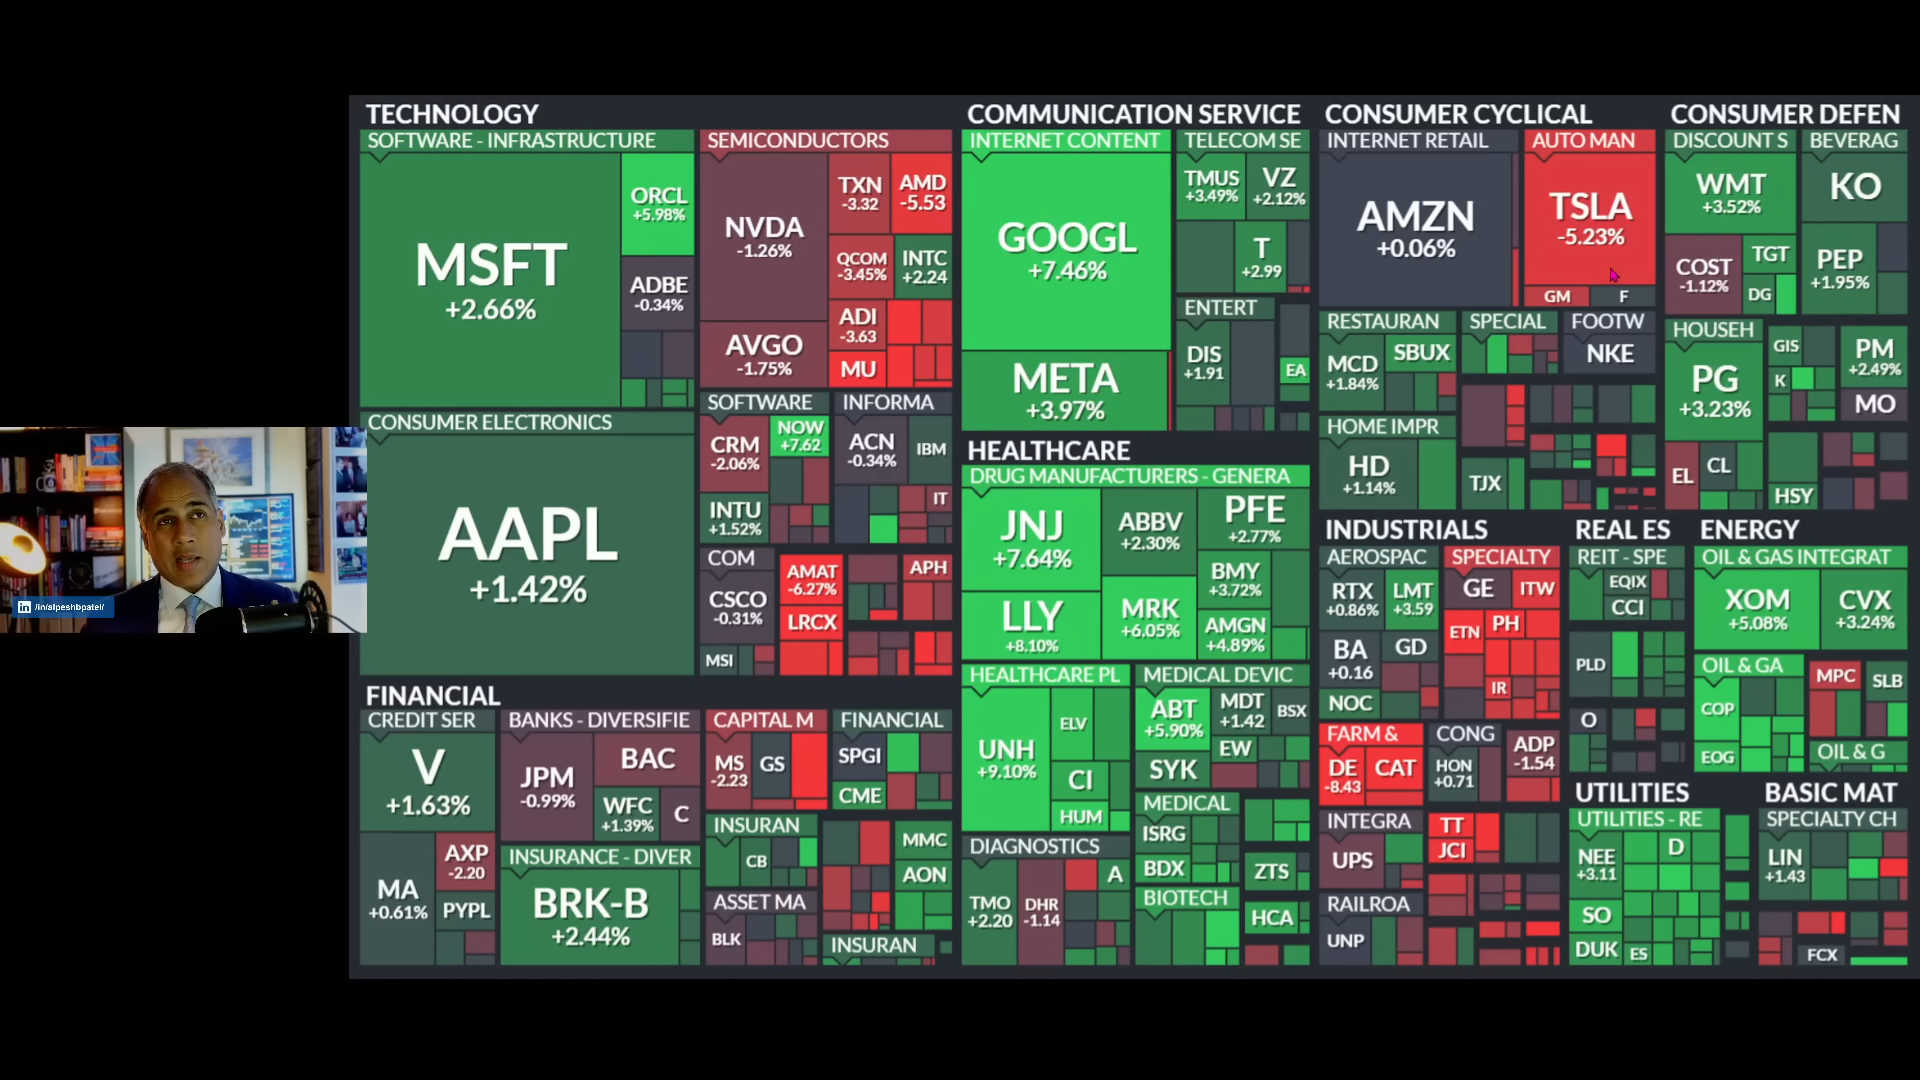 TECHNOLOGY
SOFTWARE - INFRASTRUCTURE
MSFT
+2.66%
ORCL
+5.98%
ADBE
-0.34%
CONSUMER ELECTRONICS
AAPL
+1.42%
SEMICONDUCTORS
NVDA
-1.26%
TXN
-3.32
AMD
-5.53
QCOM
-3.45%
INTC
+2.24
AVGO
-1.75%
ADI
-3.63
MU
SOFTWARE
CRM
-2.06%
NOW
+7.62
INTU
+1.52%
INFORMA
ACN
-0.34%
IBM
IT
COM
CSCO
-0.31%
MSI
AMAT
-6.27%
LRCX
APH
COMMUNICATION SERVICE
INTERNET CONTENT
GOOGL
+7.46%
META
+3.97%
TELECOM SE
TMUS
+3.49%
VZ
+2.12%
T
+2.99
ENTERT
DIS
+1.91
EA
CONSUMER CYCLICAL
INTERNET RETAIL
AMZN
+0.06%
AUTO MAN
TSLA
-5.23%
GM
F
RESTAURAN
MCD
+1.84%
SBUX
SPECIAL
FOOTW
NKE
HOME IMPR
HD
+1.14%
TJX
CONSUMER DEFEN
DISCOUNT S
WMT
+3.52%
COST
-1.12%
TGT
DG
BEVERAG
KO
PEP
+1.95%
HOUSEH
PG
+3.23%
GIS
K
PM
+2.49%
MO
EL
CL
HSY
HEALTHCARE
DRUG MANUFACTURERS - GENERA
JNJ
+7.64%
ABBV
+2.30%
PFE
+2.77%
LLY
+8.10%
MRK
+6.05%
BMY
+3.72%
AMGN
+4.89%
HEALTHCARE PL
UNH
+9.10%
ELV
CI
HUM
MEDICAL DEVIC
ABT
+5.90%
MDT
+1.42
BSX
SYK
EW
MEDICAL
ISRG
BDX
ZTS
DIAGNOSTICS
TMO
+2.20
DHR
-1.14
A
BIOTECH
HCA
INDUSTRIALS
AEROSPAC
RTX
+0.86%
LMT
+3.59
BA
+0.16
GD
NOC
SPECIALTY
GE
ITW
ETN
PH
IR
FARM &
DE
-8.43
CAT
CONG
HON
+0.71
ADP
-1.54
INTEGRA
UPS
TT
JCI
RAILROA
UNP
REAL ES
REIT - SPE
EQIX
CCI
PLD
O
ENERGY
OIL & GAS INTEGRAT
XOM
+5.08%
CVX
+3.24%
OIL & GA
COP
EOG
MPC
SLB
OIL & G
UTILITIES
UTILITIES - RE
NEE
+3.11
D
SO
DUK
ES
BASIC MAT
SPECIALTY CH
LIN
+1.43
FCX
FINANCIAL
CREDIT SER
V
+1.63%
MA
+0.61%
AXP
-2.20
PYPL
BANKS - DIVERSIFIE
JPM
-0.99%
BAC
WFC
+1.39%
C
INSURANCE - DIVER
BRK-B
+2.44%
CAPITAL M
MS
-2.23
GS
FINANCIAL
SPGI
CME
INSURAN
CB
MMC
AON
ASSET MA
BLK
INSURAN
in /in/alpeshbpatel/